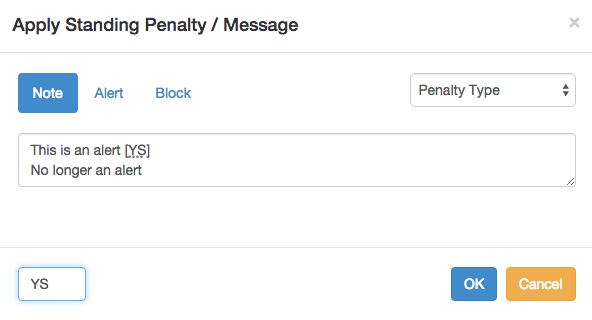 Apply Standing Penalty / Message
×
Note
Alert
Block
Penalty Type
This is an alert [YS]
No longer an alert
YS
OK
Cancel